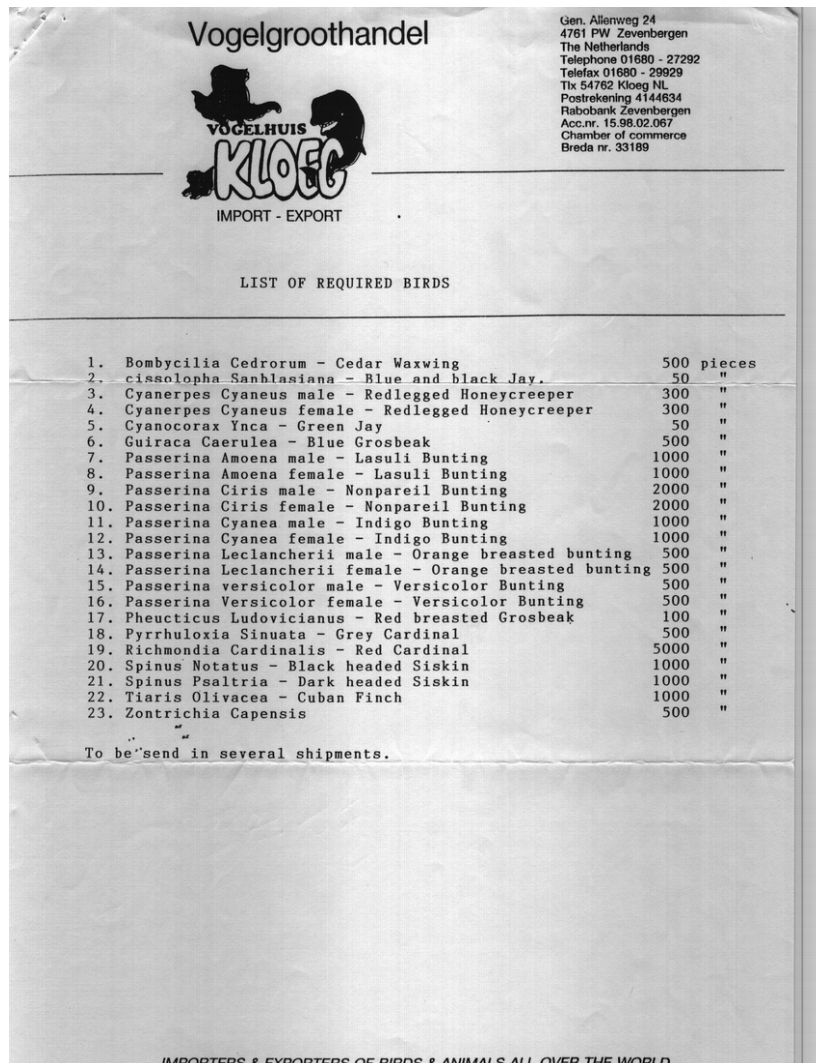 Vogelgroothandel
VOGELHUIS
KLOEG
IMPORT - EXPORT
Gen. Allenweg 24
4761 PW Zevenbergen
The Netherlands
Telephone 01680 - 27292
Telefax 01680 - 29929
Tlx 54762 Kloeg NL
Postrekening 4144634
Rabobank Zevenbergen
Acc.nr. 15.98.02.067
Chamber of commerce
Breda nr. 33189
LIST OF REQUIRED BIRDS
1. Bombycilia Cedrorum - Cedar Waxwing 500 pieces
2. cissolopha Sanblasiana - Blue and black Jay. 50 "
3. Cyanerpes Cyaneus male - Redlegged Honeycreeper 300 "
4. Cyanerpes Cyaneus female - Redlegged Honeycreeper 300 "
5. Cyanocorax Ynca - Green Jay 50 "
6. Guiraca Caerulea - Blue Grosbeak 500 "
7. Passerina Amoena male - Lasuli Bunting 1000 "
8. Passerina Amoena female - Lasuli Bunting 1000 "
9. Passerina Ciris male - Nonpareil Bunting 2000 "
10. Passerina Ciris female - Nonpareil Bunting 2000 "
11. Passerina Cyanea male - Indigo Bunting 1000 "
12. Passerina Cyanea female - Indigo Bunting 1000 "
13. Passerina Leclancherii male - Orange breasted bunting 500 "
14. Passerina Leclancherii female - Orange breasted bunting 500 "
15. Passerina versicolor male - Versicolor Bunting 500 "
16. Passerina Versicolor female - Versicolor Bunting 500 "
17. Pheucticus Ludovicianus - Red breasted Grosbeak 100 "
18. Pyrrhuloxia Sinuata - Grey Cardinal 500 "
19. Richmondia Cardinalis - Red Cardinal 5000 "
20. Spinus Notatus - Black headed Siskin 1000 "
21. Spinus Psaltria - Dark headed Siskin 1000 "
22. Tiaris Olivacea - Cuban Finch 1000 "
23. Zontrichia Capensis 500 "
To be send in several shipments.
IMPORTERS & EXPORTERS OF BIRDS & ANIMALS ALL OVER THE WORLD